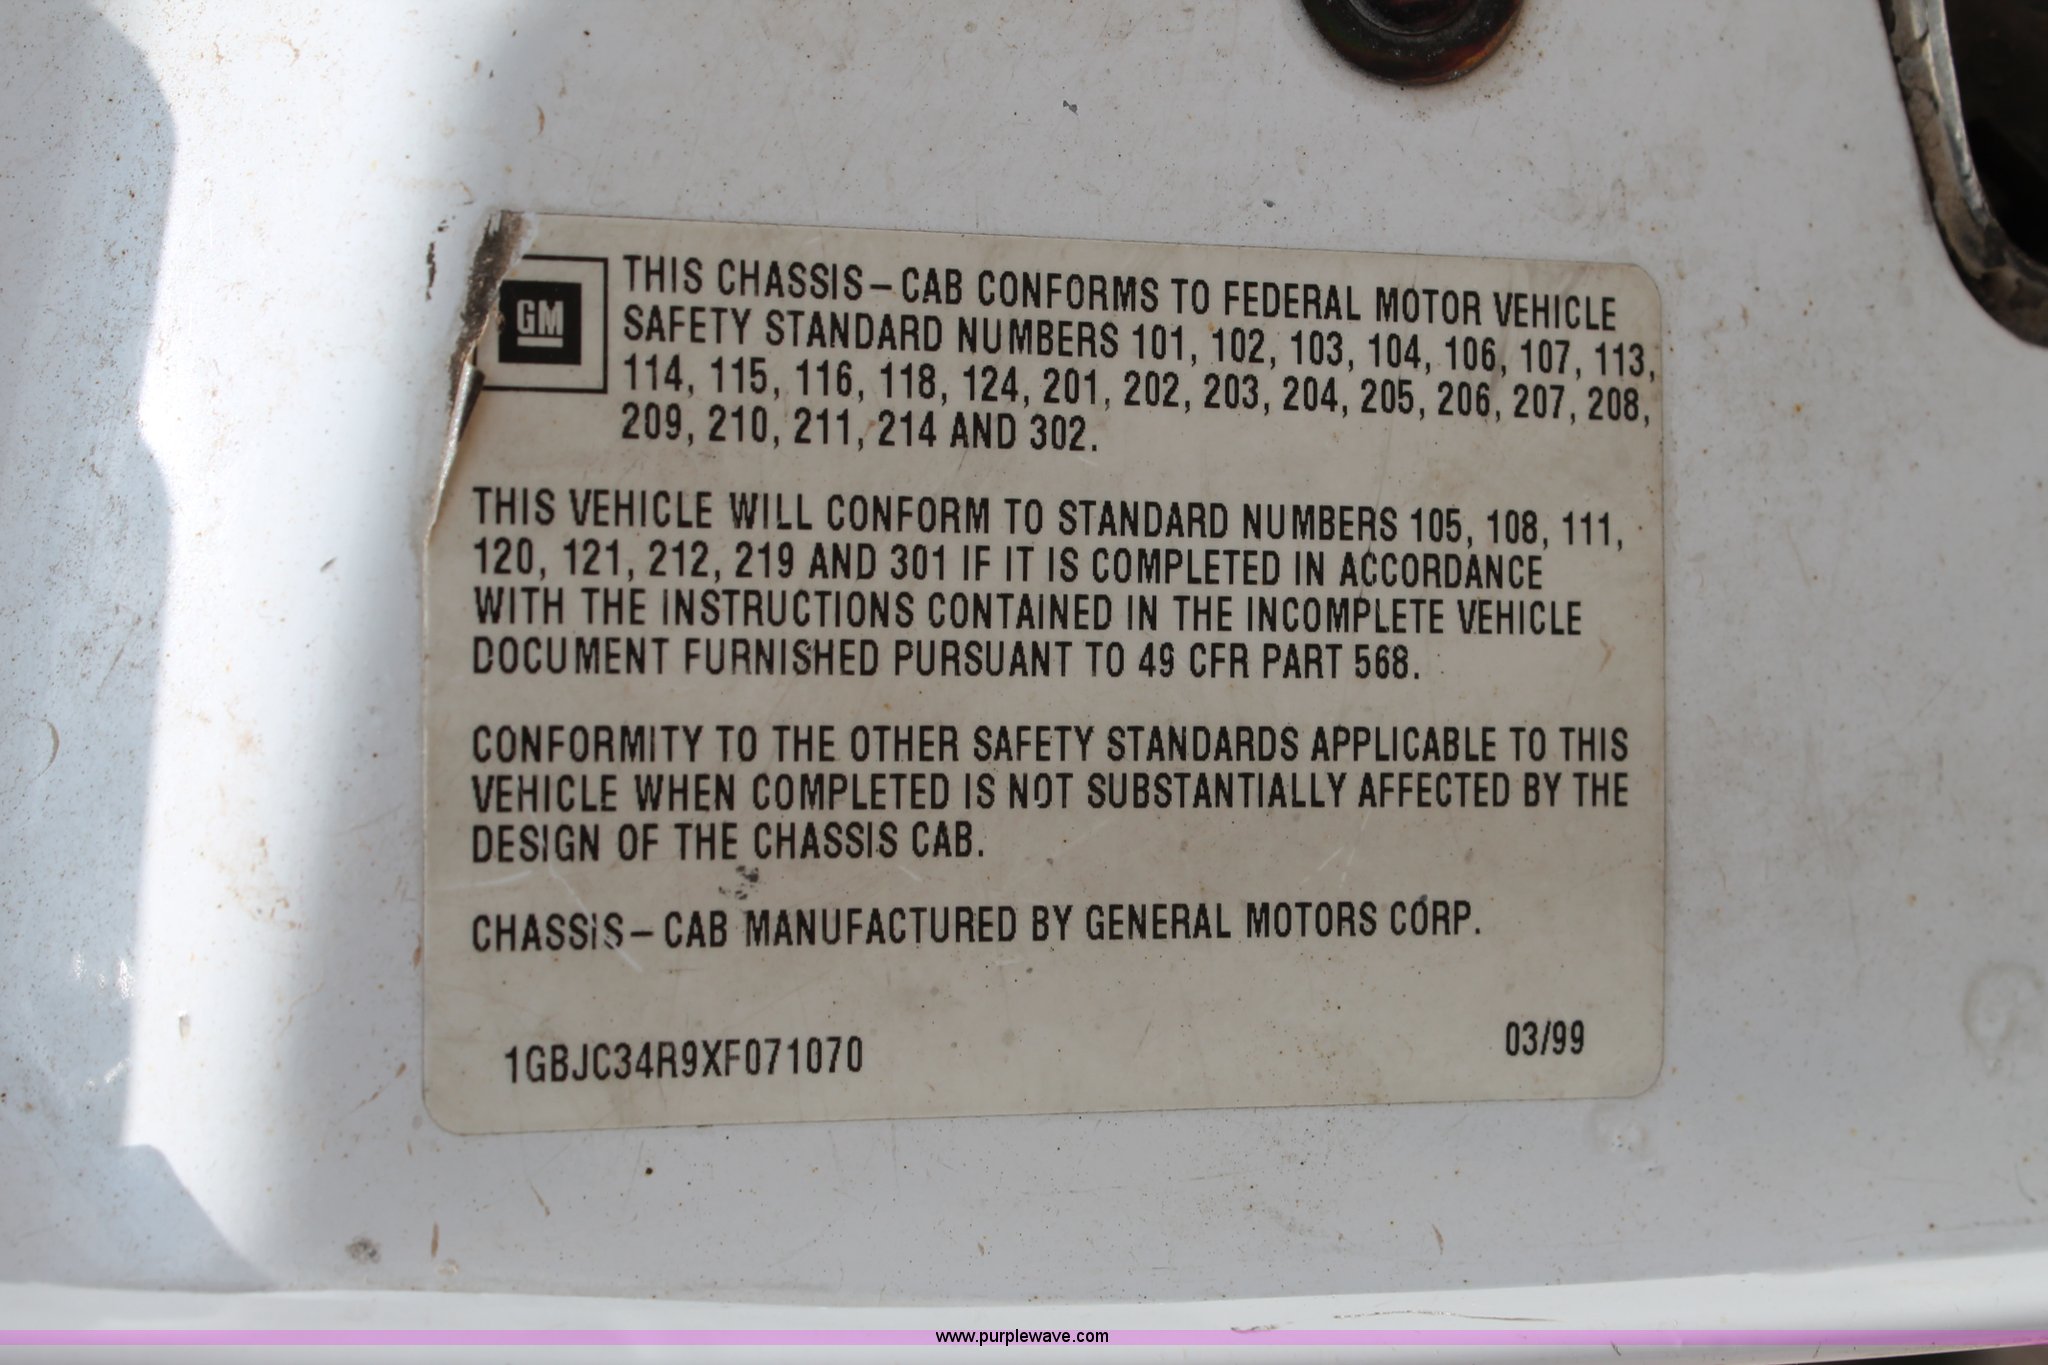 GM
THIS CHASSIS-CAB CONFORMS TO FEDERAL MOTOR VEHICLE
SAFETY STANDARD NUMBERS 101, 102, 103, 104, 106, 107, 113,
114, 115, 116, 118, 124, 201, 202, 203, 204, 205, 206, 207, 208,
209, 210, 211, 214 AND 302.
THIS VEHICLE WILL CONFORM TO STANDARD NUMBERS 105, 108, 111,
120, 121, 212, 219 AND 301 IF IT IS COMPLETED IN ACCORDANCE
WITH THE INSTRUCTIONS CONTAINED IN THE INCOMPLETE VEHICLE
DOCUMENT FURNISHED PURSUANT TO 49 CFR PART 568.
CONFORMITY TO THE OTHER SAFETY STANDARDS APPLICABLE TO THIS
VEHICLE WHEN COMPLETED IS NOT SUBSTANTIALLY AFFECTED BY THE
DESIGN OF THE CHASSIS CAB.
CHASSIS-CAB MANUFACTURED BY GENERAL MOTORS CORP.
1GBJC34R9XF071070 03/99
www.purplewave.com